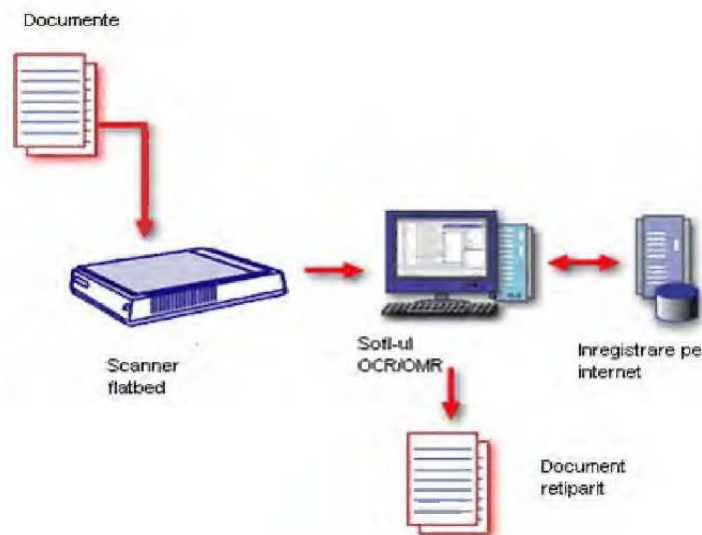 Documente
Scanner
flatbed
Soft-ul
OCR/OMR
Inregistrare pe
internet
Document
retiparit